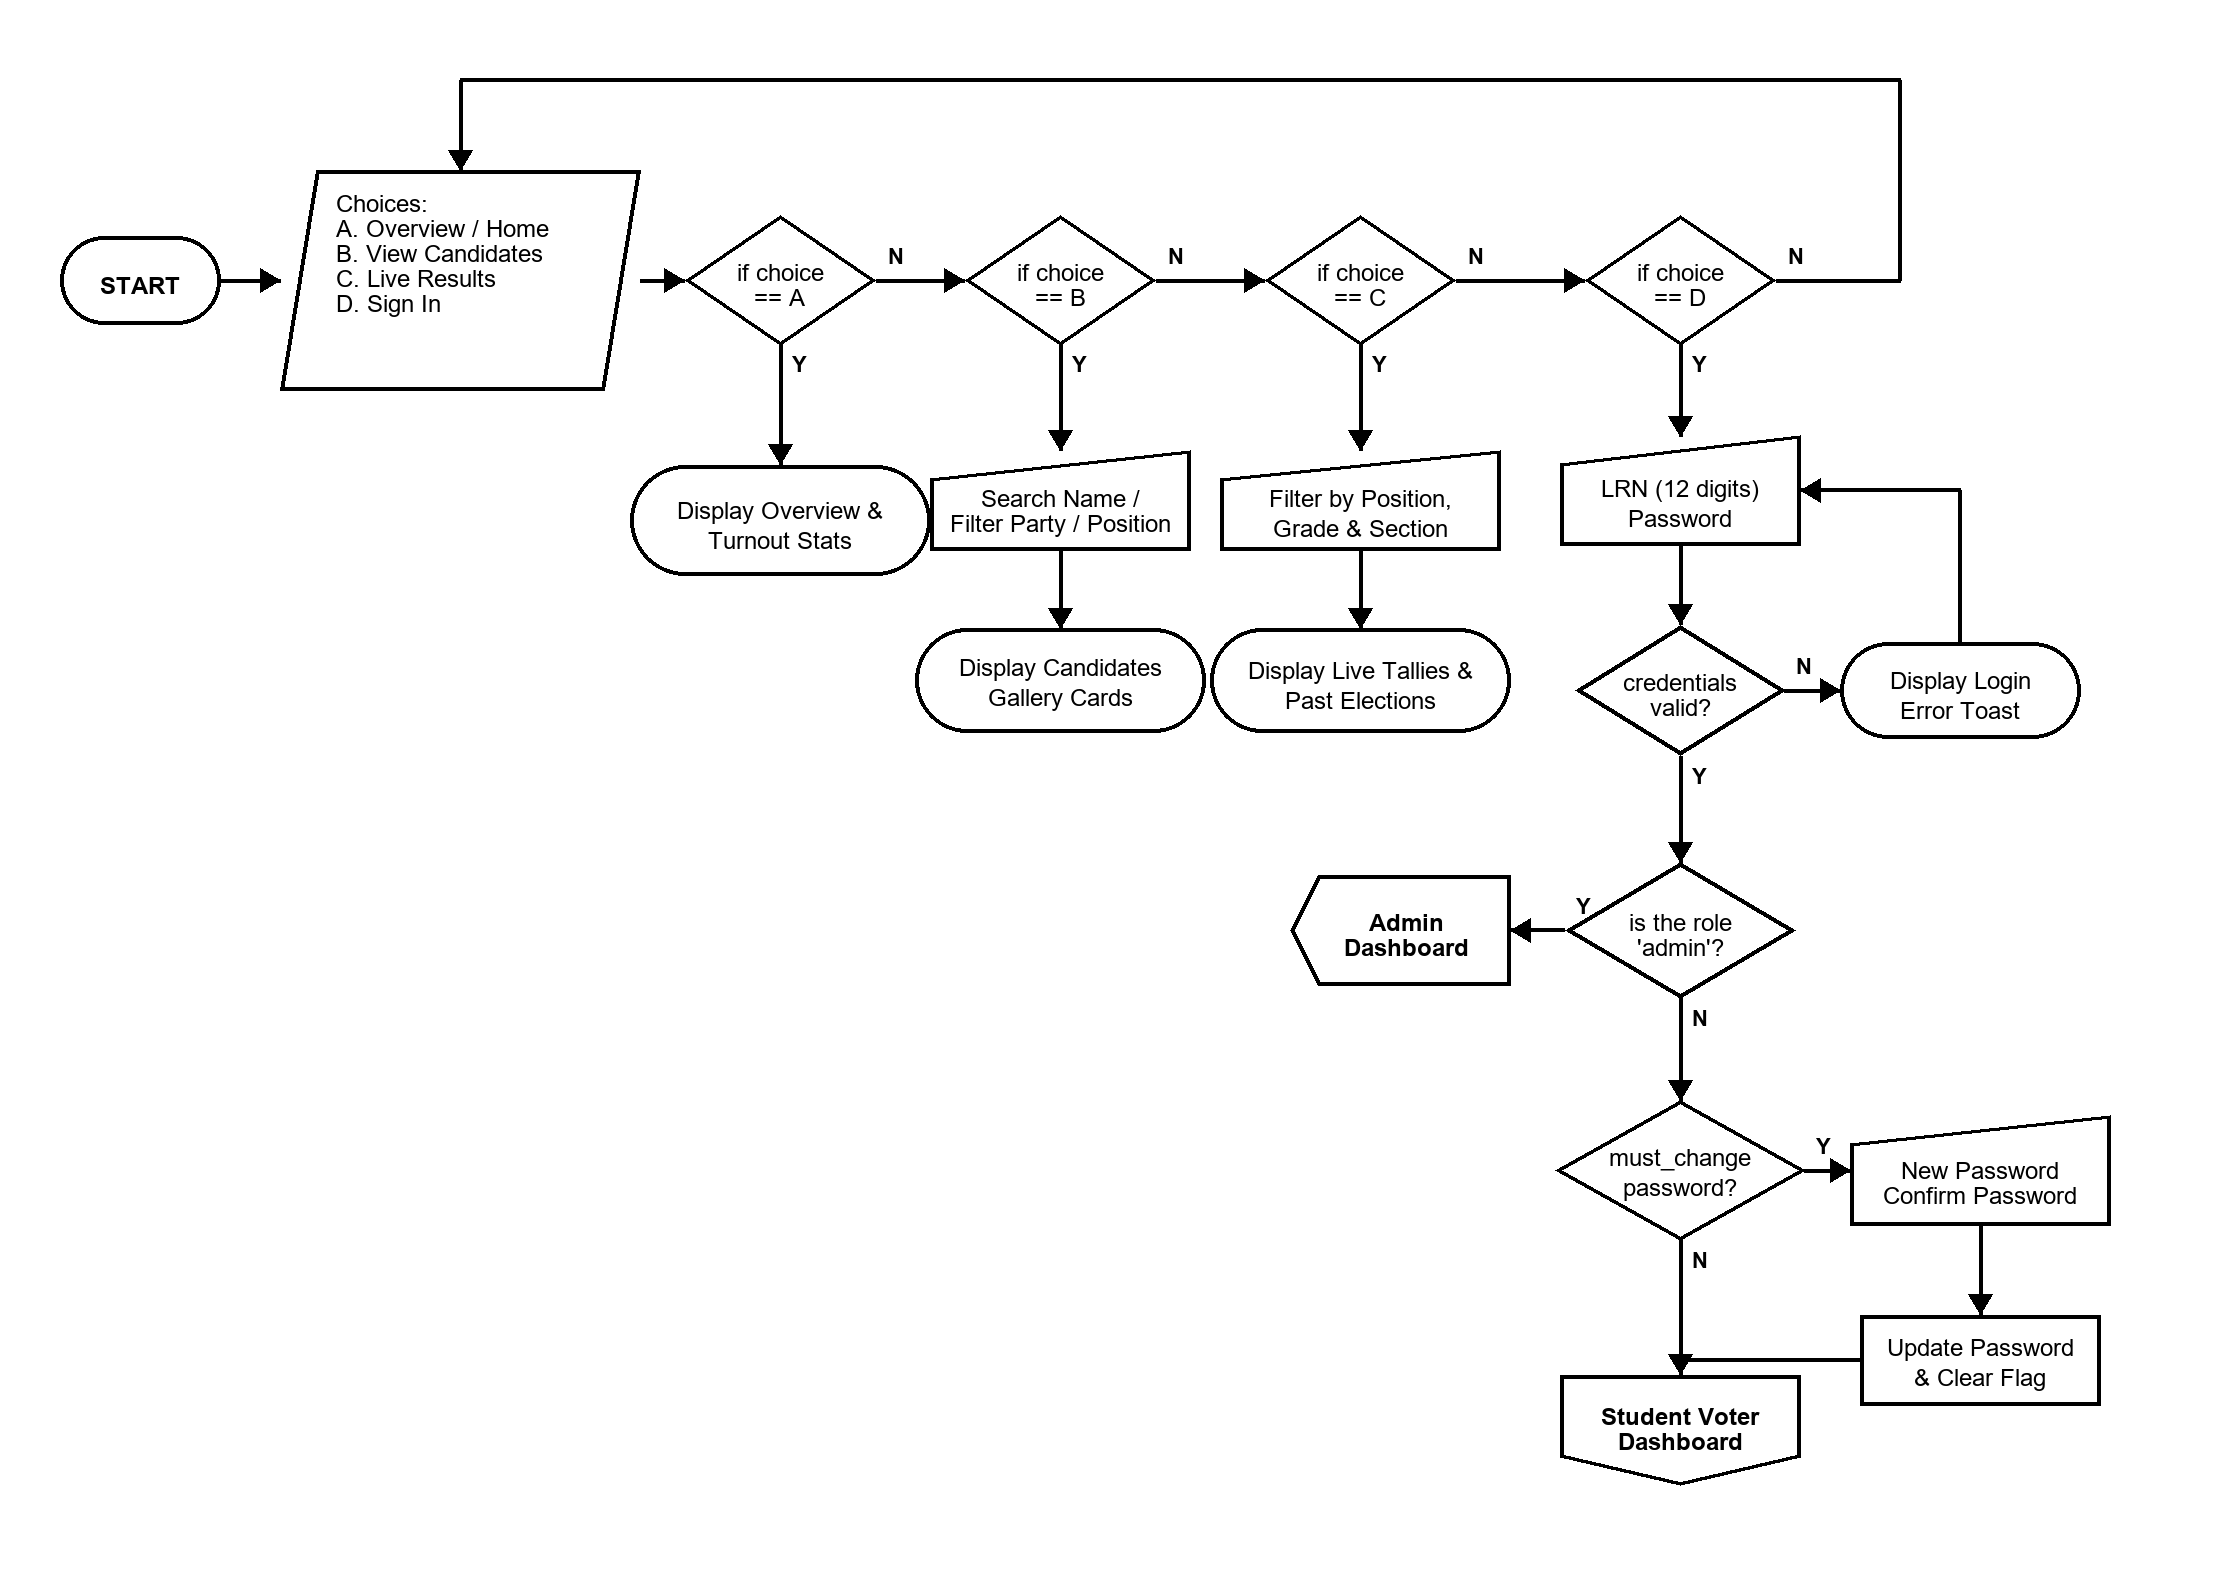 START
Choices:
A. Overview / Home
B. View Candidates
C. Live Results
D. Sign In
if choice
== A
N
Y
if choice
== B
N
Y
if choice
== C
N
Y
if choice
== D
N
Y
Display Overview &
Turnout Stats
Search Name /
Filter Party / Position
Filter by Position,
Grade & Section
LRN (12 digits)
Password
Display Candidates
Gallery Cards
Display Live Tallies &
Past Elections
credentials
valid?
N
Y
Display Login
Error Toast
Admin
Dashboard
Y
is the role
'admin'?
N
must_change
password?
Y
N
New Password
Confirm Password
Update Password
& Clear Flag
Student Voter
Dashboard